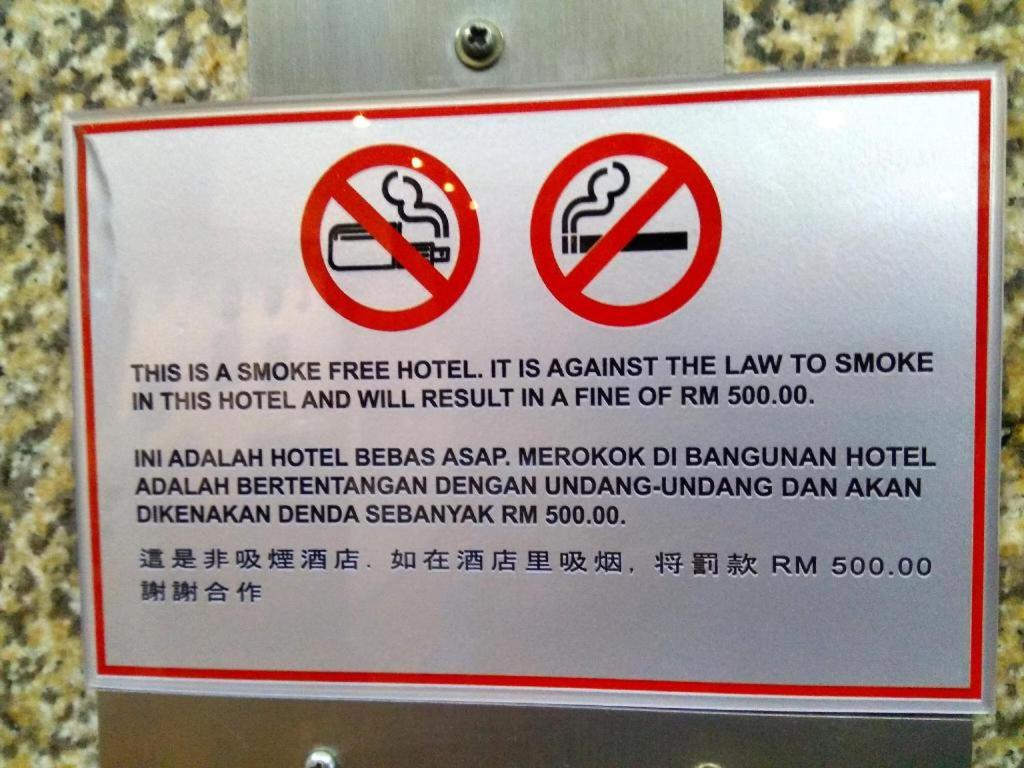 THIS IS A SMOKE FREE HOTEL. IT IS AGAINST THE LAW TO SMOKE
IN THIS HOTEL AND WILL RESULT IN A FINE OF RM 500.00.
INI ADALAH HOTEL BEBAS ASAP. MEROKOK DI BANGUNAN HOTEL
ADALAH BERTENTANGAN DENGAN UNDANG-UNDANG DAN AKAN
DIKENAKAN DENDA SEBANYAK RM 500.00.
這是非吸煙酒店. 如在酒店里吸烟, 将罰款 RM 500.00
謝謝合作